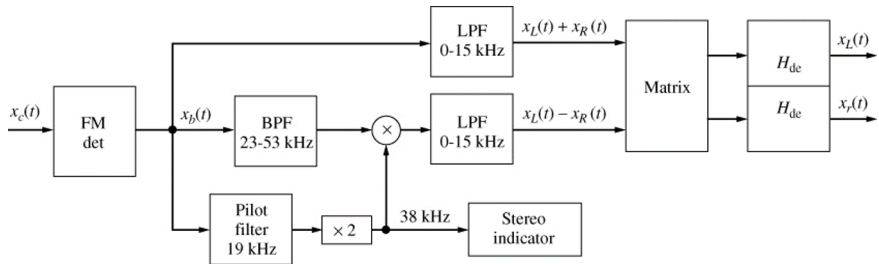 LPF
0-15 kHz
x_L(t) + x_R(t)
x_L(t)
H_de
Matrix
x_c(t)
FM
det
x_b(t)
BPF
23-53 kHz
×
LPF
0-15 kHz
x_L(t) − x_R(t)
H_de
x_r(t)
Pilot
filter
19 kHz
× 2
38 kHz
Stereo
indicator